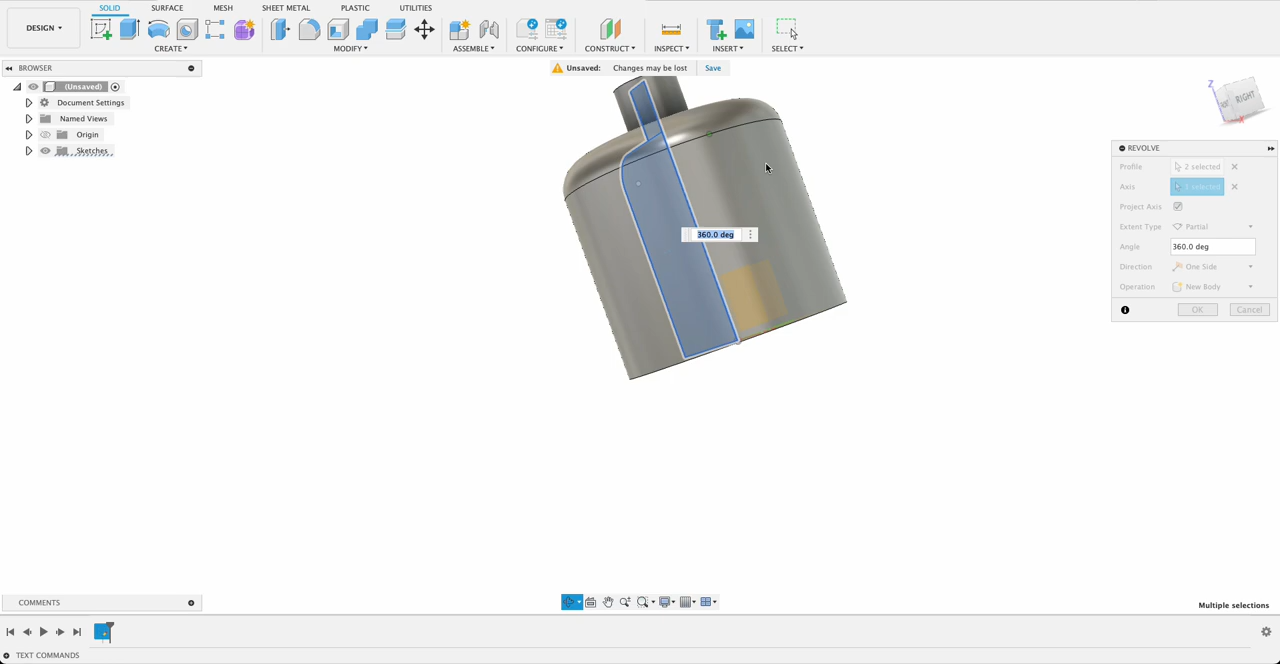 SOLID SURFACE MESH SHEET METAL PLASTIC UTILITIES
DESIGN
CREATE MODIFY ASSEMBLE CONFIGURE CONSTRUCT INSPECT INSERT SELECT
BROWSER
Unsaved: Changes may be lost Save
(Unsaved)
Document Settings
Named Views
Origin
Sketches
Z
RIGHT
X
REVOLVE
Profile 2 selected
Axis 1 selected
Project Axis
Extent Type Partial
Angle 360.0 deg
Direction One Side
Operation New Body
OK Cancel
360.0 deg
COMMENTS
Multiple selections
TEXT COMMANDS